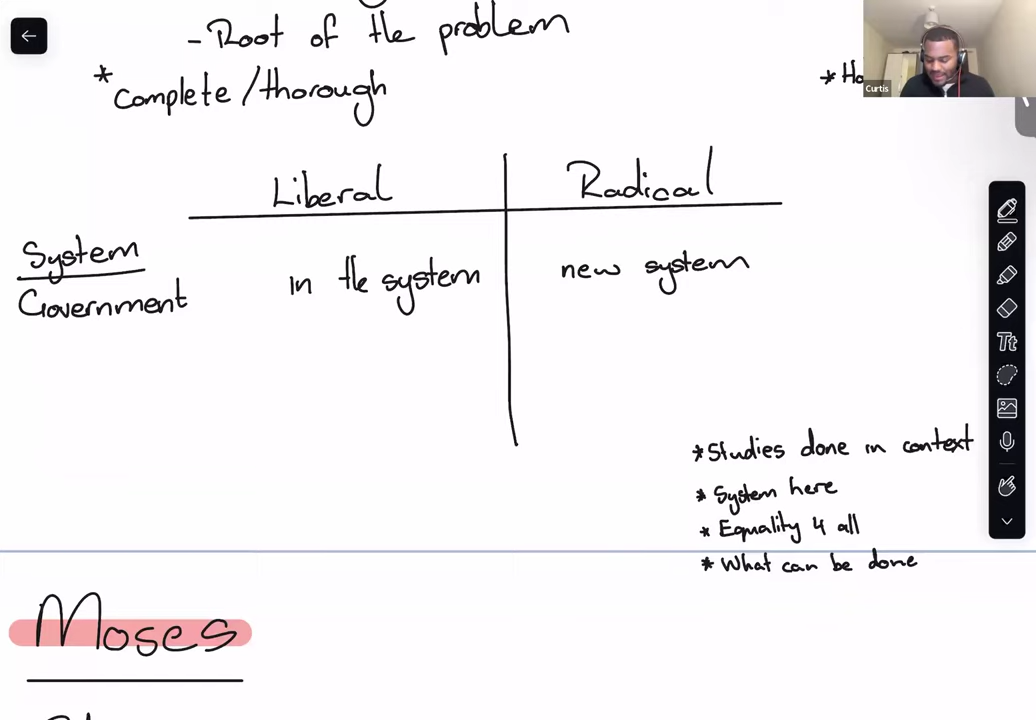 - Root of the problem
* Complete/thorough
Curtis
Liberal
Radical
System
Government
in the system
new system
* Studies done in context
* System here
* Equality 4 all
* What can be done
Moses
Tt